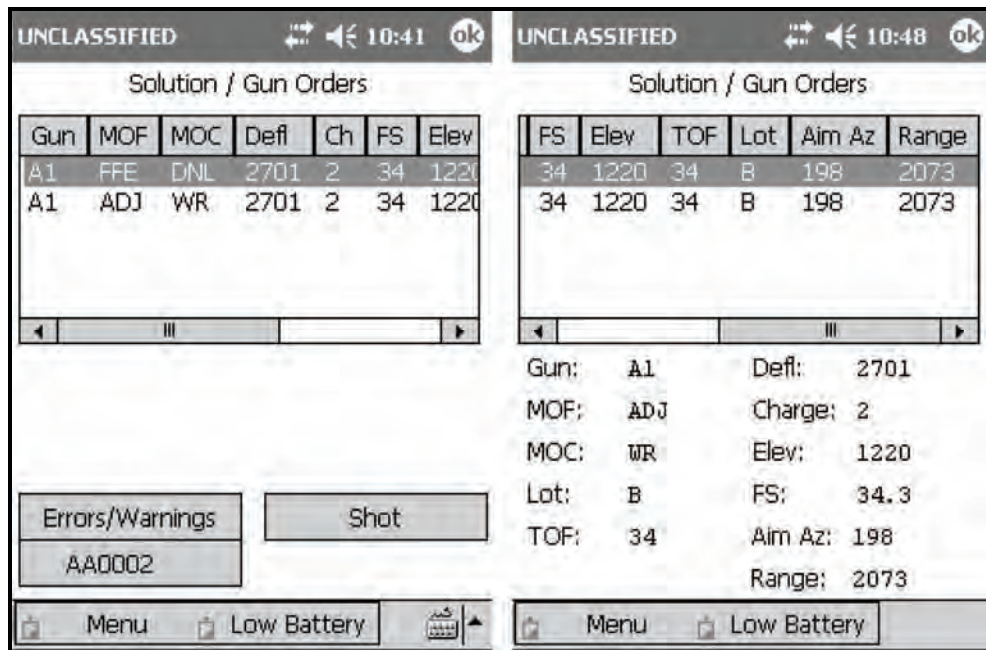 UNCLASSIFIED 10:41 ok
Solution / Gun Orders
Gun MOF MOC Defl Ch FS Elev
A1 FFE DNL 2701 2 34 1220
A1 ADJ WR 2701 2 34 1220
Errors/Warnings
Shot
AA0002
Menu Low Battery
UNCLASSIFIED 10:48 ok
Solution / Gun Orders
FS Elev TOF Lot Aim Az Range
34 1220 34 B 198 2073
34 1220 34 B 198 2073
Gun: A1 Defl: 2701
MOF: ADJ Charge: 2
MOC: WR Elev: 1220
Lot: B FS: 34.3
TOF: 34 Aim Az: 198
Range: 2073
Menu Low Battery